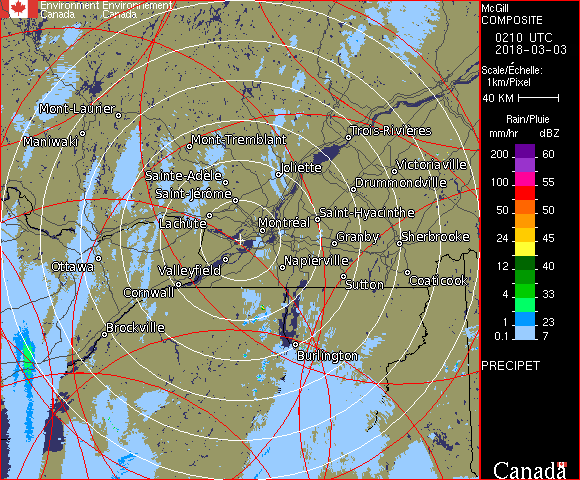 Environment Environnement
Canada Canada
Mont-Laurier
Maniwaki
Mont-Tremblant
Trois-Rivières
Sainte-Adèle
Joliette
Victoriaville
Saint-Jérôme
Drummondville
Lachute
Montréal
Saint-Hyacinthe
Granby
Sherbrooke
Ottawa
Valleyfield
Napierville
Cornwall
Sutton
Coaticook
Brockville
Burlington
McGill
COMPOSITE
0210 UTC
2018-03-03
Scale/Échelle:
1km/Pixel
40 KM
Rain/Pluie
mm/hr dBZ
200 60
100 55
50 50
24 45
12 40
4 33
1 23
0.1 7
PRECIPET
Canada